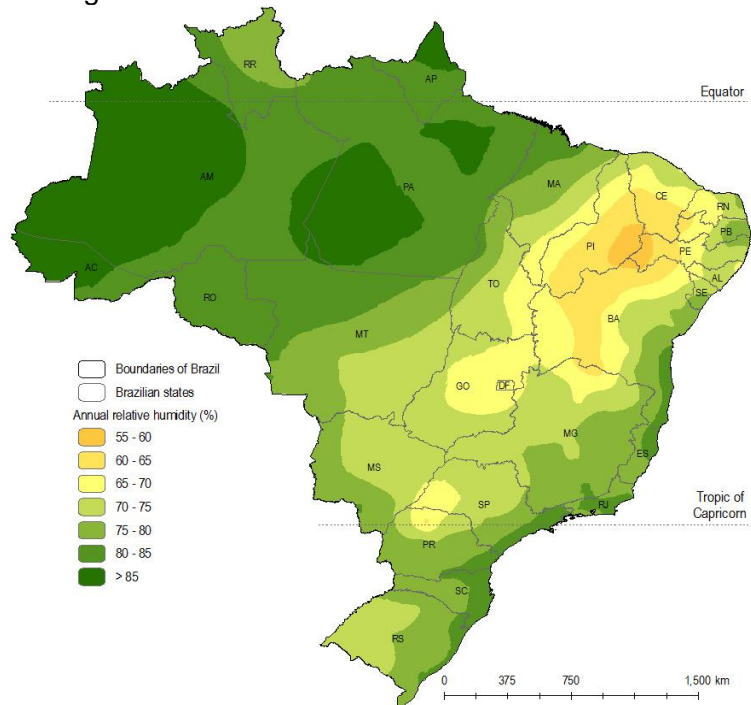 RR
AP
Equator
AM
PA
MA
CE
RN
PB
PI
PE
AL
SE
AC
TO
RO
BA
MT
Boundaries of Brazil
Brazilian states
GO
DF
Annual relative humidity (%)
55 - 60
60 - 65
65 - 70
70 - 75
75 - 80
80 - 85
> 85
MG
ES
MS
SP
RJ
Tropic of
Capricorn
PR
SC
RS
0 375 750 1,500 km